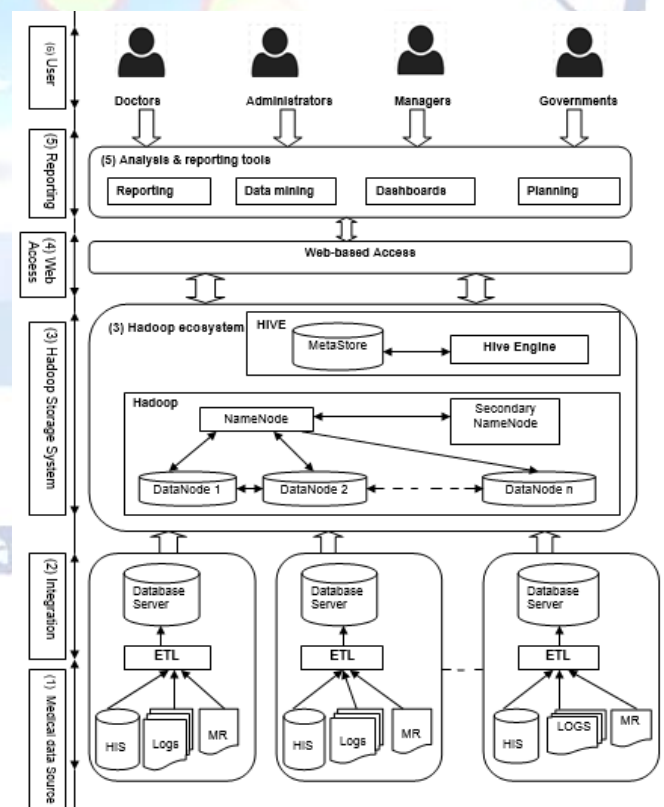 (6) User
Doctors
Administrators
Managers
Governments
(5) Reporting
(5) Analysis & reporting tools
Reporting
Data mining
Dashboards
Planning
(4) Web
Access
Web-based Access
(3) Hadoop Storage System
(3) Hadoop ecosystem
HIVE
MetaStore
Hive Engine
Hadoop
NameNode
Secondary
NameNode
DataNode 1
DataNode 2
DataNode n
(2) Integration
Database
Server
Database
Server
Database
Server
ETL
ETL
ETL
(1) Medical data Source
HIS
Logs
MR
HIS
Logs
MR
HIS
LOGS
MR